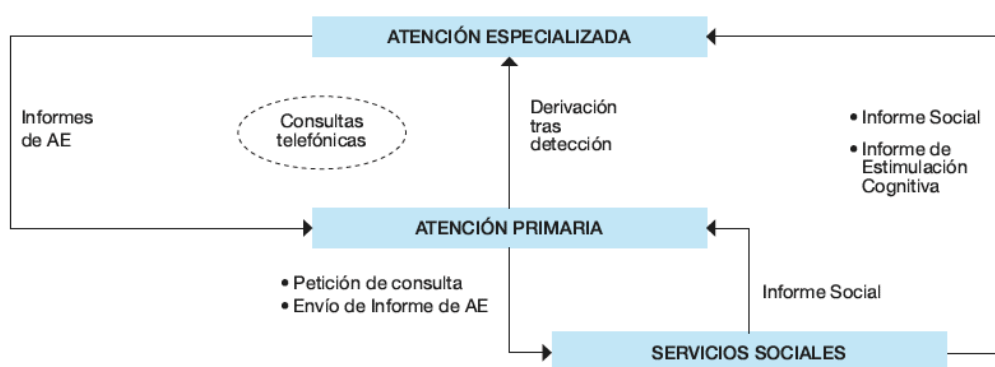 ATENCIÓN ESPECIALIZADA
Informes
de AE
Consultas
telefónicas
Derivación
tras
detección
• Informe Social
• Informe de
Estimulación
Cognitiva
ATENCIÓN PRIMARIA
• Petición de consulta
• Envío de Informe de AE
Informe Social
SERVICIOS SOCIALES